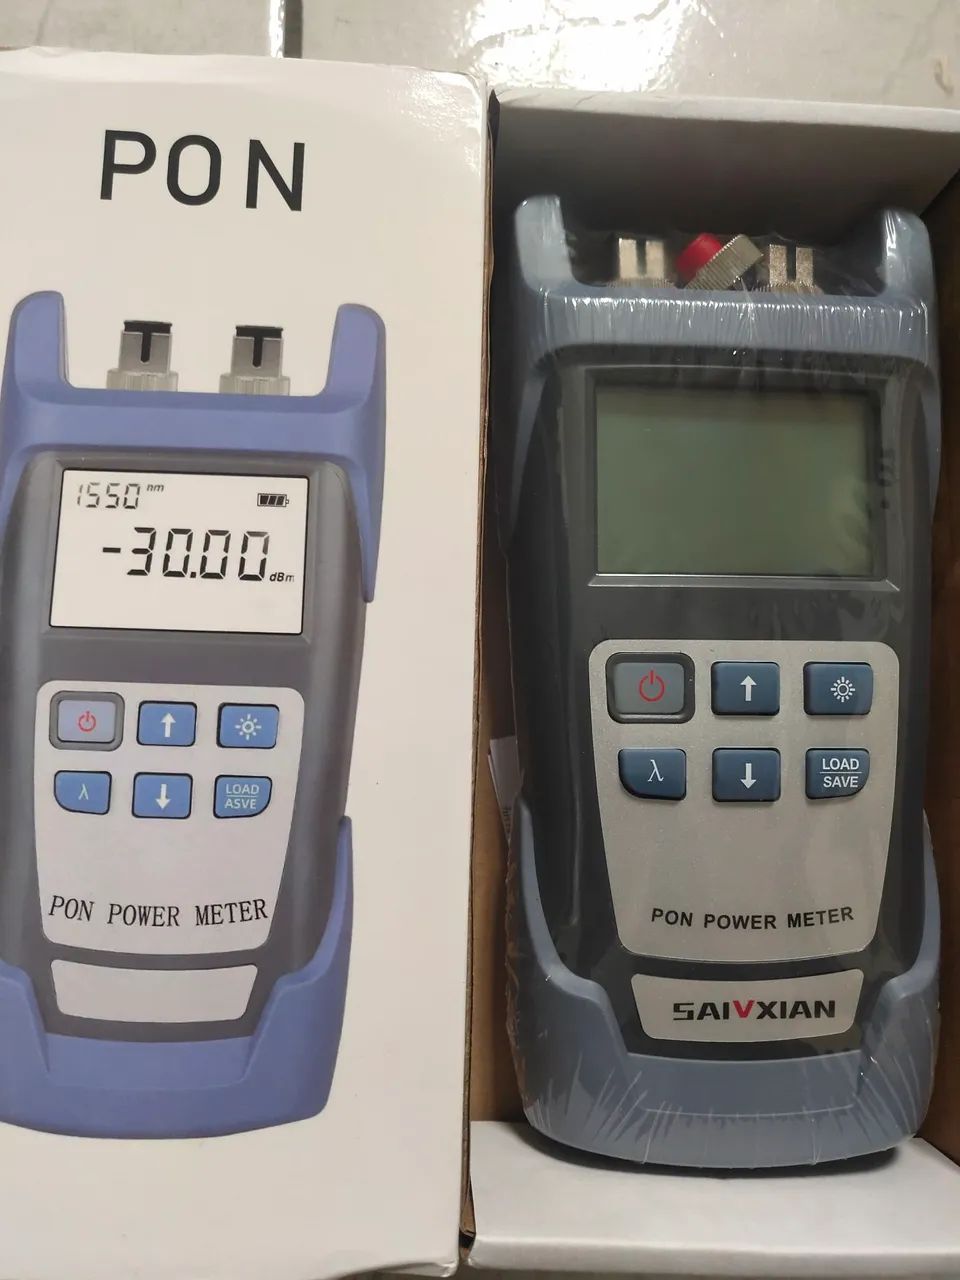 PON
1550 nm
-30.00 dBm
λ
LOAD
ASVE
PON POWER METER
λ
LOAD
SAVE
PON POWER METER
SAIVXIAN